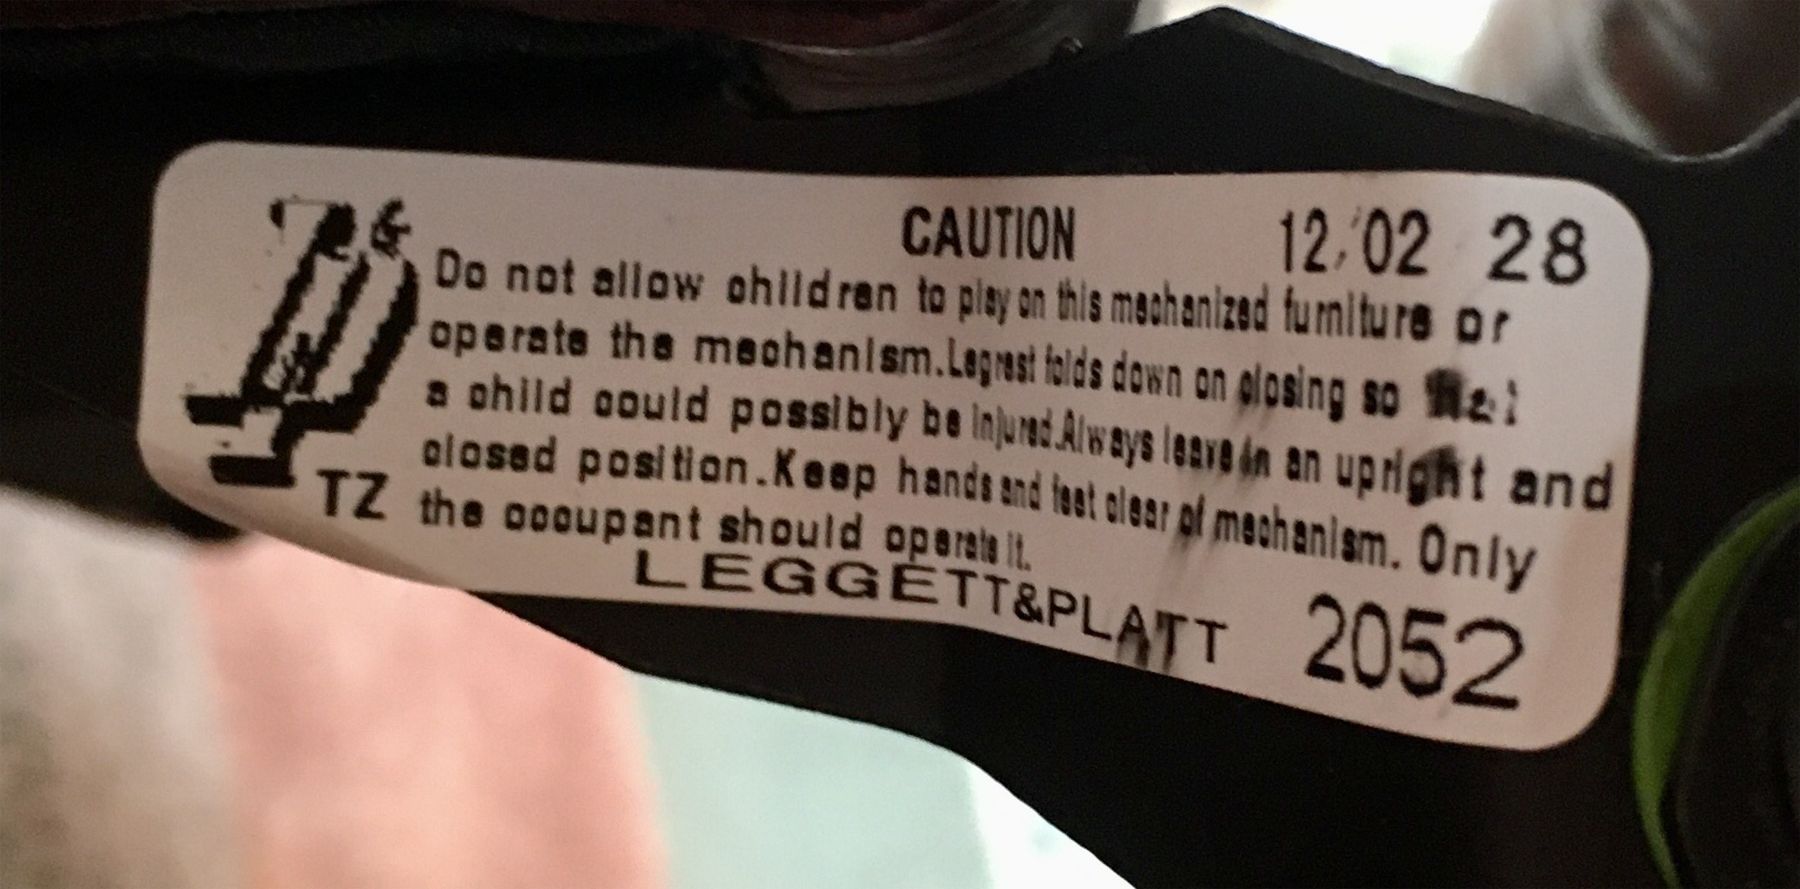 CAUTION 12/02 28
Do not allow children to play on this mechanized furniture or
operate the mechanism.Legrest folds down on closing so that
a child could possibly be injured.Always leave in an upright and
closed position.Keep hands and feet clear of mechanism. Only
TZ the occupant should operate it.
LEGGETT&PLATT 2052